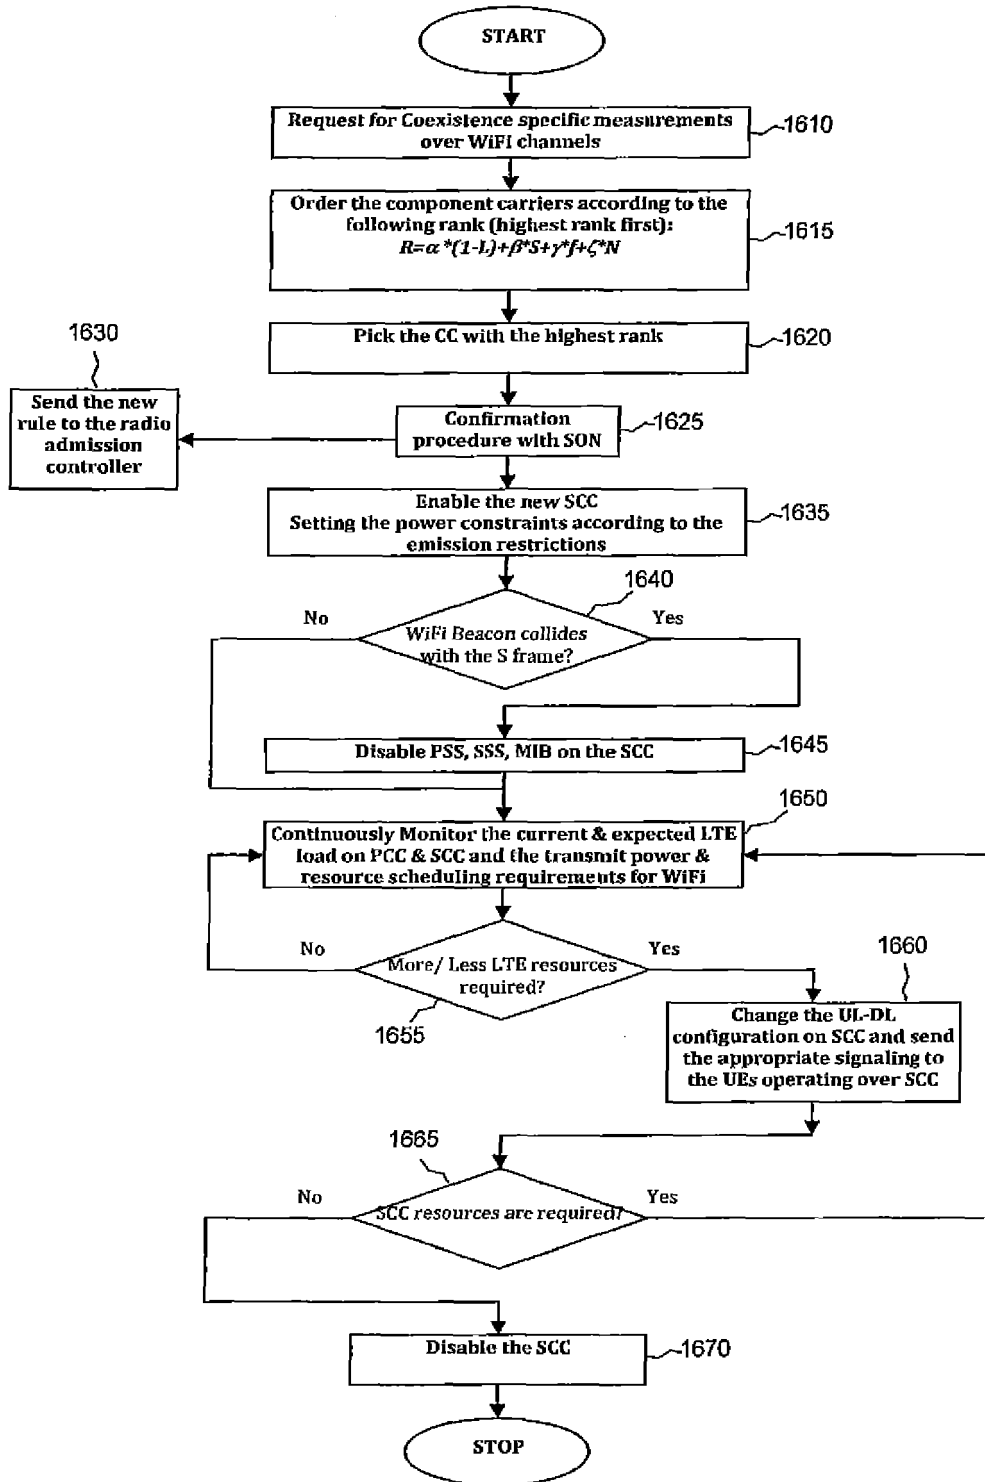 START
Request for Coexistence specific measurements
over WiFI channels
1610
Order the component carriers according to the
following rank (highest rank first):
R=α*(1-L)+β*S+γ*f+ζ*N
1615
Pick the CC with the highest rank
1620
1630
Send the new
rule to the radio
admission
controller
Confirmation
procedure with SON
1625
Enable the new SCC
Setting the power constraints according to the
emission restrictions
1635
1640
No
Yes
WiFi Beacon collides
with the S frame?
Disable PSS, SSS, MIB on the SCC
1645
1650
Continuously Monitor the current & expected LTE
load on PCC & SCC and the transmit power &
resource scheduling requirements for WiFi
No
Yes
More/ Less LTE resources
required?
1655
1660
Change the UL-DL
configuration on SCC and send
the appropriate signaling to
the UEs operating over SCC
1665
No
Yes
SCC resources are required?
Disable the SCC
1670
STOP